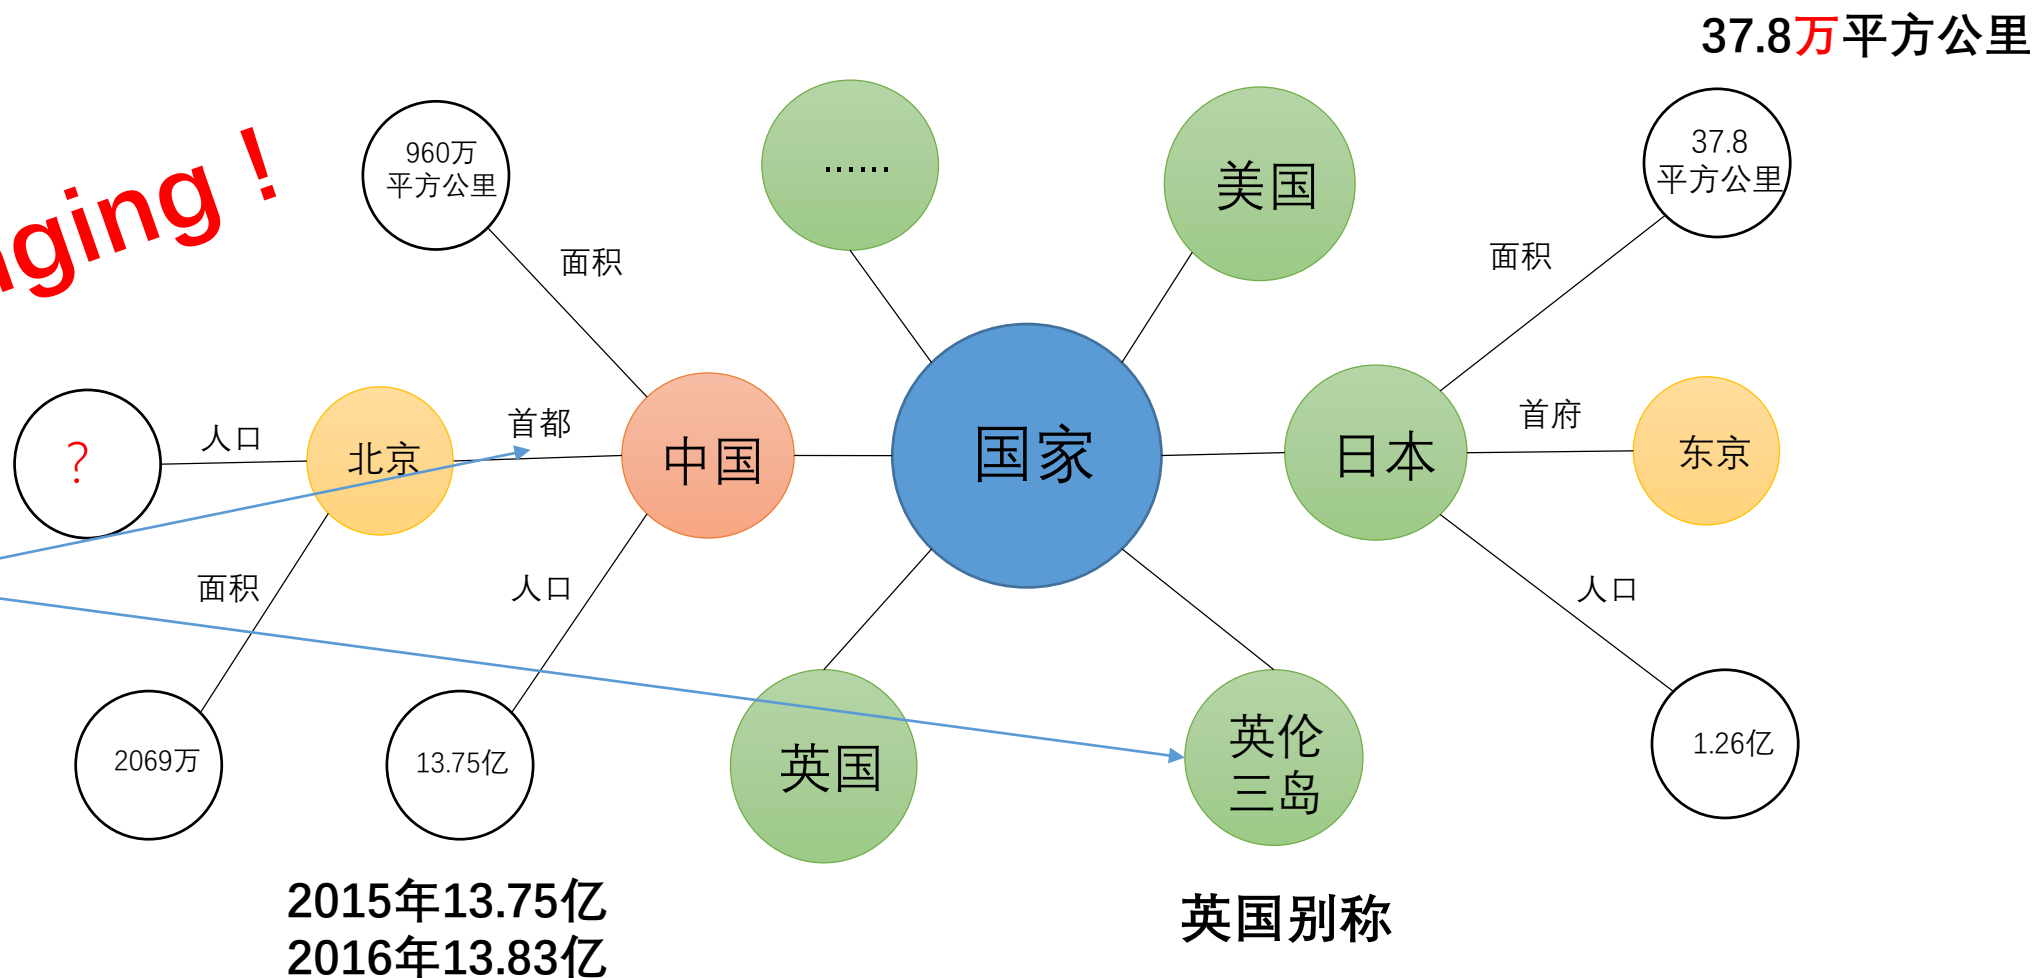 37.8万平方公里
nging！
960万
平方公里
……
美国
37.8
平方公里
面积
面积
？
人口
北京
首都
中国
国家
日本
首府
东京
面积
人口
人口
2069万
13.75亿
英国
英伦
三岛
1.26亿
2015年13.75亿
2016年13.83亿
英国别称